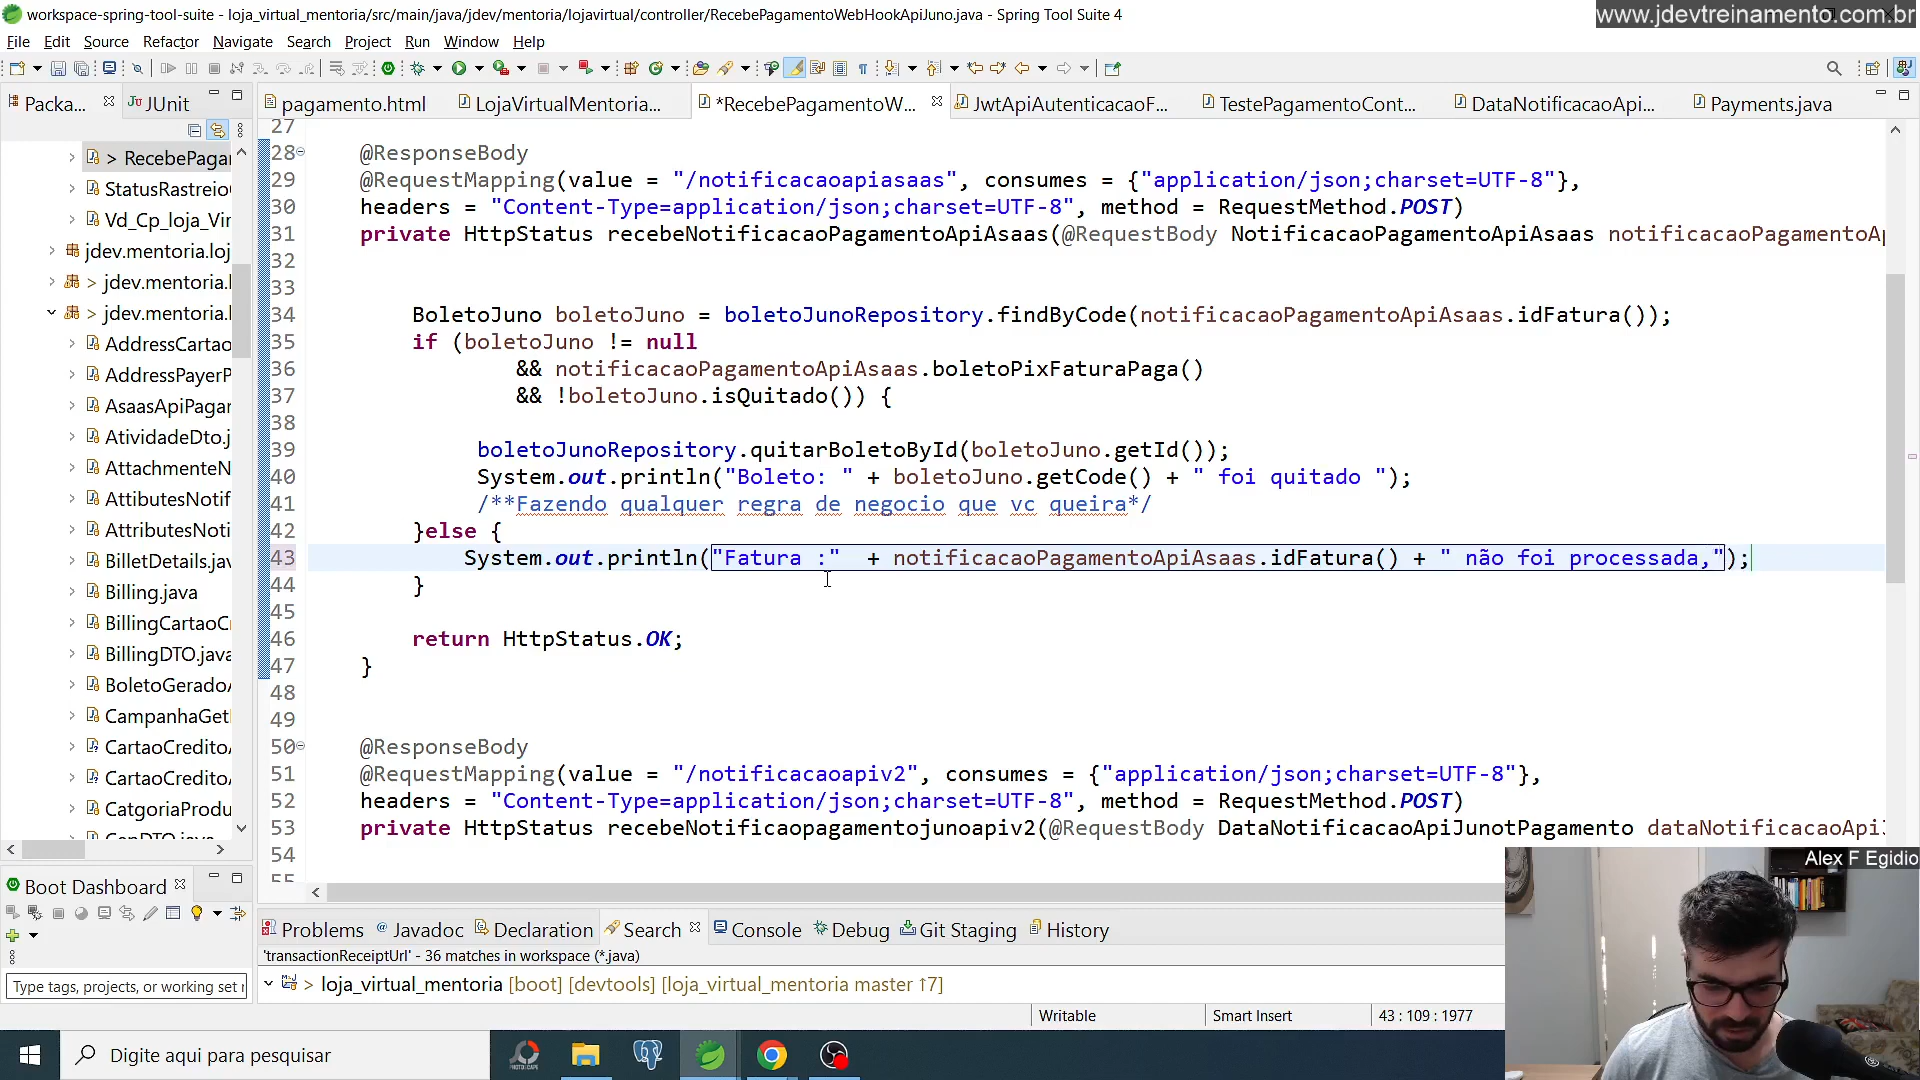 workspace-spring-tool-suite - loja_virtual_mentoria/src/main/java/jdev/mentoria/lojavirtual/controller/RecebePagamentoWebHookApiJuno.java - Spring Tool Suite 4
www.jdevtreinamento.com.br
File Edit Source Refactor Navigate Search Project Run Window Help
Packa... JUnit
pagamento.html LojaVirtualMentoria... *RecebePagamentoW... JwtApiAutenticacaoF... TestePagamentoCont... DataNotificacaoApi... Payments.java
> RecebePagar
StatusRastreio
Vd_Cp_loja_Vir
jdev.mentoria.loj
> jdev.mentoria.l
> jdev.mentoria.l
AddressCartao
AddressPayerP
AsaasApiPagar
AtividadeDto.j
AttachmenteN
AttibutesNotif
AttributesNoti
BilletDetails.jav
Billing.java
BillingCartaoC
BillingDTO.java
BoletoGeradoA
CampanhaGetI
CartaoCredito
CartaoCredito
CatgoriaProdu
CepDTO.java
27
28 @ResponseBody
29 @RequestMapping(value = "/notificacaoapiasaas", consumes = {"application/json;charset=UTF-8"},
30 headers = "Content-Type=application/json;charset=UTF-8", method = RequestMethod.POST)
31 private HttpStatus recebeNotificacaoPagamentoApiAsaas(@RequestBody NotificacaoPagamentoApiAsaas notificacaoPagamentoAp
32
33
34 BoletoJuno boletoJuno = boletoJunoRepository.findByCode(notificacaoPagamentoApiAsaas.idFatura());
35 if (boletoJuno != null
36 && notificacaoPagamentoApiAsaas.boletoPixFaturaPaga()
37 && !boletoJuno.isQuitado()) {
38
39 boletoJunoRepository.quitarBoletoById(boletoJuno.getId());
40 System.out.println("Boleto: " + boletoJuno.getCode() + " foi quitado ");
41 /**Fazendo qualquer regra de negocio que vc queira*/
42 }else {
43 System.out.println("Fatura :" + notificacaoPagamentoApiAsaas.idFatura() + " não foi processada,");
44 }
45
46 return HttpStatus.OK;
47 }
48
49
50 @ResponseBody
51 @RequestMapping(value = "/notificacaoapiv2", consumes = {"application/json;charset=UTF-8"},
52 headers = "Content-Type=application/json;charset=UTF-8", method = RequestMethod.POST)
53 private HttpStatus recebeNotificaopagamentojunoapiv2(@RequestBody DataNotificacaoApiJunotPagamento dataNotificacaoApiJ
54
55
Alex F Egidio
Boot Dashboard
Type tags, projects, or working set r
Problems Javadoc Declaration Search Console Debug Git Staging History
'transactionReceiptUrl' - 36 matches in workspace (*.java)
> loja_virtual_mentoria [boot] [devtools] [loja_virtual_mentoria master ↑7]
Writable Smart Insert 43 : 109 : 1977
Digite aqui para pesquisar